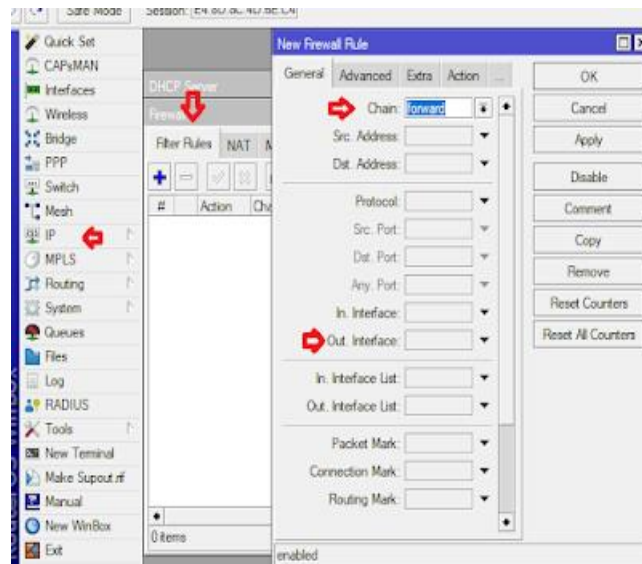 Safe Mode
Session: E4:8D:8C:4D:6E:C4
Quick Set
CAPsMAN
Interfaces
Wireless
Bridge
PPP
Switch
Mesh
IP
MPLS
Routing
System
Queues
Files
Log
RADIUS
Tools
New Terminal
Make Supout.rif
Manual
New WinBox
Exit
RouterOS WinBox
DHCP Server
Firewall
Filter Rules
NAT
#
Action
0 items
New Firewall Rule
General
Advanced
Extra
Action
...
Chain: forward
Src. Address:
Dst. Address:
Protocol:
Src. Port:
Dst. Port:
Any. Port:
In. Interface:
Out. Interface:
In. Interface List:
Out. Interface List:
Packet Mark:
Connection Mark:
Routing Mark:
enabled
OK
Cancel
Apply
Disable
Comment
Copy
Remove
Reset Counters
Reset All Counters